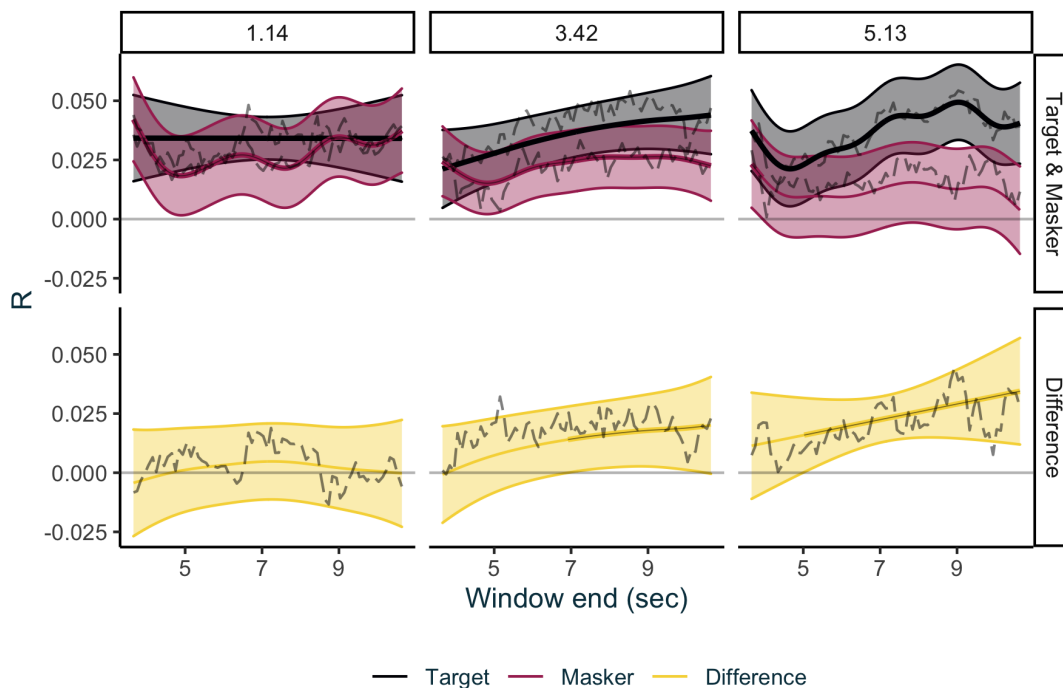 1.14 3.42 5.13
0.050
0.025
0.000
-0.025
Target & Masker
R
0.050
0.025
0.000
-0.025
Difference
5 7 9 5 7 9 5 7 9
Window end (sec)
Target Masker Difference